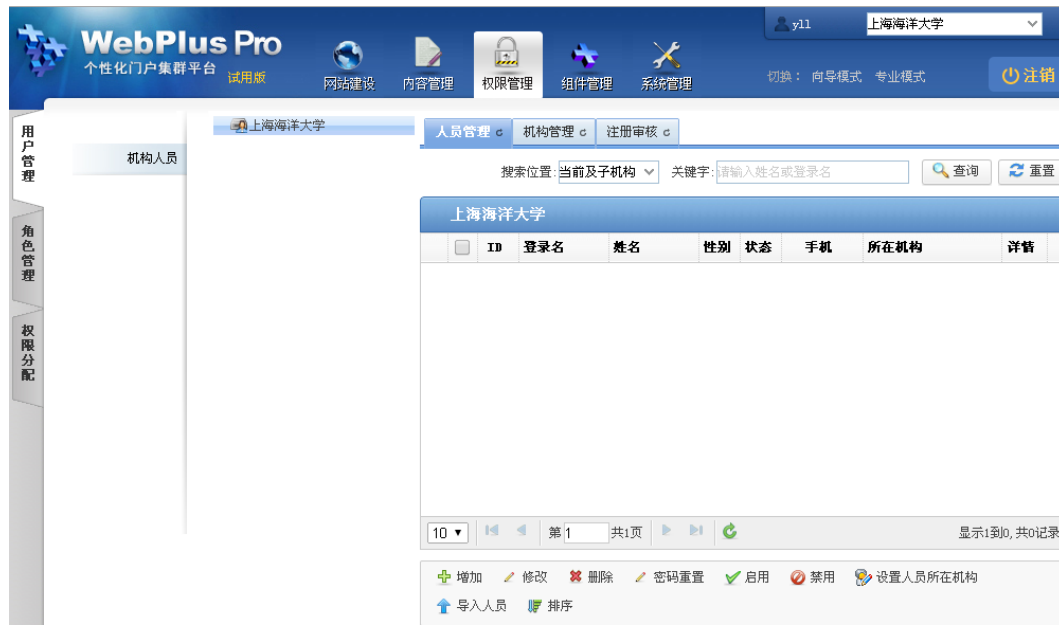 yll 上海海洋大学
WebPlus Pro
个性化门户集群平台 试用版
网站建设 内容管理 权限管理 组件管理 系统管理
切换： 向导模式 专业模式 注销
用户管理
角色管理
权限分配
机构人员
上海海洋大学
人员管理 机构管理 注册审核
搜索位置:当前及子机构 关键字:请输入姓名或登录名 查询 重置
上海海洋大学
ID 登录名 姓名 性别 状态 手机 所在机构 详情
10 第1 共1页 显示1到0,共0记录
增加 修改 删除 密码重置 启用 禁用 设置人员所在机构
导入人员 排序